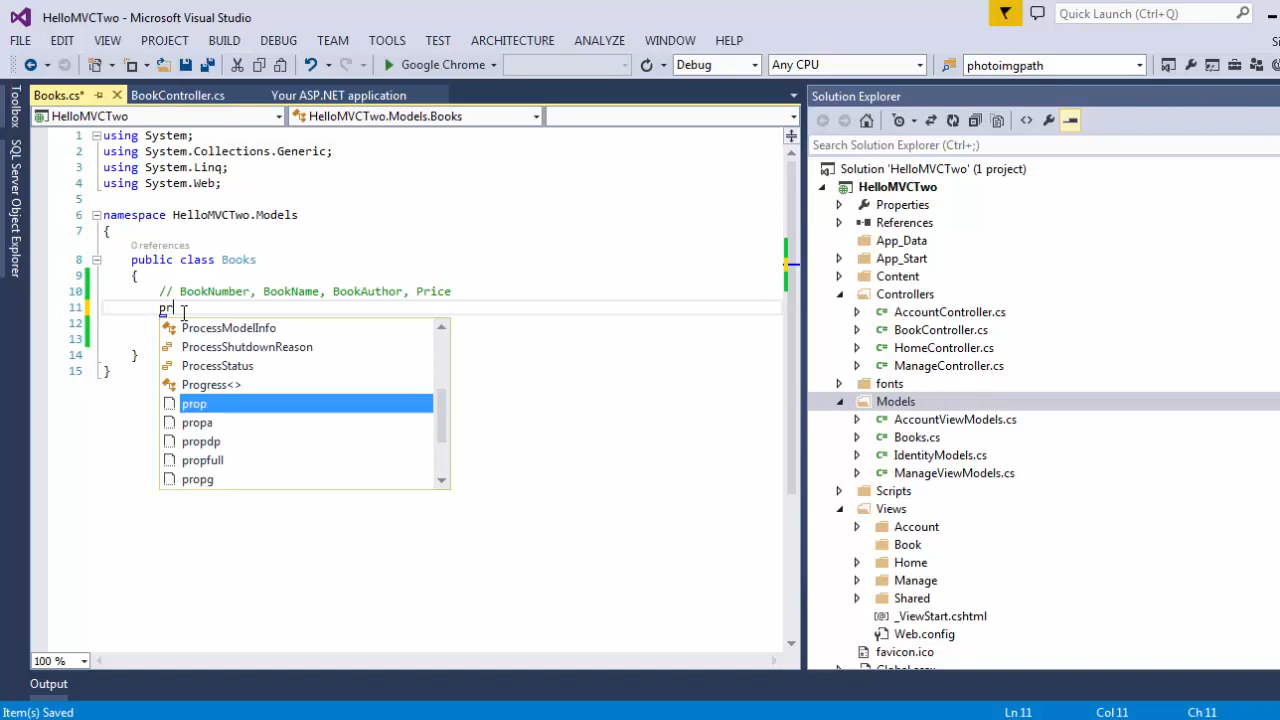 HelloMVCTwo - Microsoft Visual Studio
Quick Launch (Ctrl+Q)
FILE EDIT VIEW PROJECT BUILD DEBUG TEAM TOOLS TEST ARCHITECTURE ANALYZE WINDOW HELP
Google Chrome Debug Any CPU photoimgpath
Toolbox
SQL Server Object Explorer
Books.cs* BookController.cs Your ASP.NET application
HelloMVCTwo HelloMVCTwo.Models.Books
1 using System;
2 using System.Collections.Generic;
3 using System.Linq;
4 using System.Web;
5
6 namespace HelloMVCTwo.Models
7 {
0 references
8 public class Books
9 {
10 // BookNumber, BookName, BookAuthor, Price
11 pr
12
13
14 }
15 }
ProcessModelInfo
ProcessShutdownReason
ProcessStatus
Progress<>
prop
propa
propdp
propfull
propg
100 %
Solution Explorer
Search Solution Explorer (Ctrl+;)
Solution 'HelloMVCTwo' (1 project)
HelloMVCTwo
Properties
References
App_Data
App_Start
Content
Controllers
AccountController.cs
BookController.cs
HomeController.cs
ManageController.cs
fonts
Models
AccountViewModels.cs
Books.cs
IdentityModels.cs
ManageViewModels.cs
Scripts
Views
Account
Book
Home
Manage
Shared
_ViewStart.cshtml
Web.config
favicon.ico
Output
Item(s) Saved
Ln 11 Col 11 Ch 11